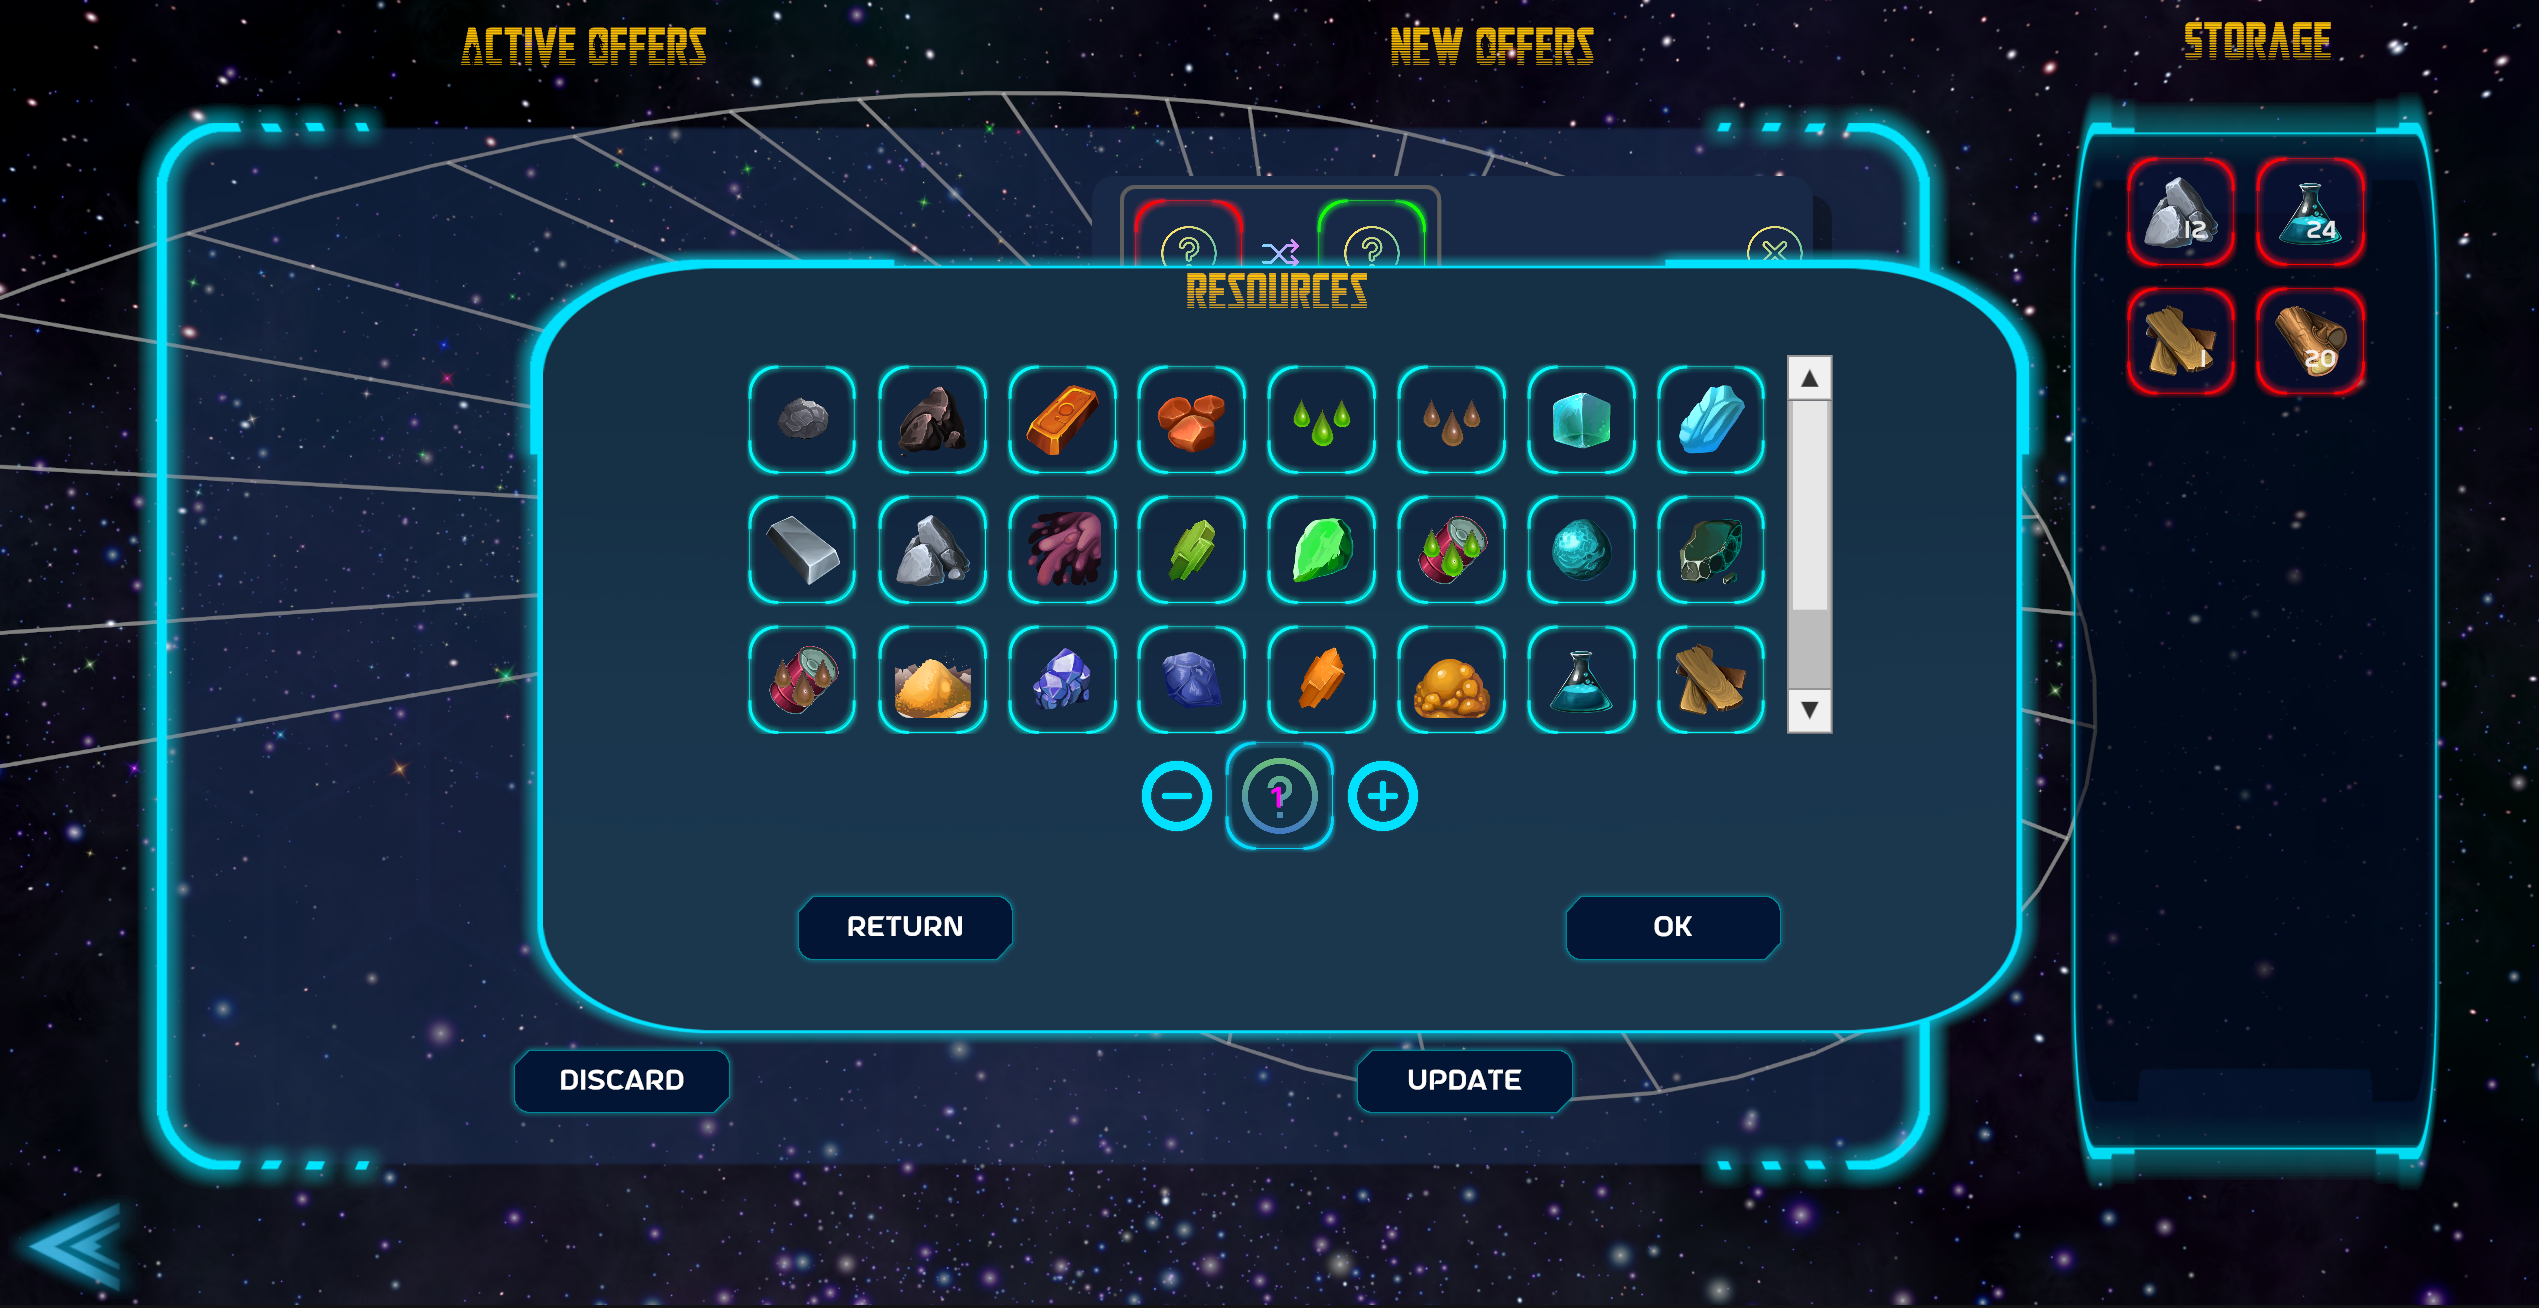 ACTIVE OFFERS
NEW OFFERS
STORAGE
12
24
1
20
RESOURCES
?
?
1
RETURN
OK
DISCARD
UPDATE